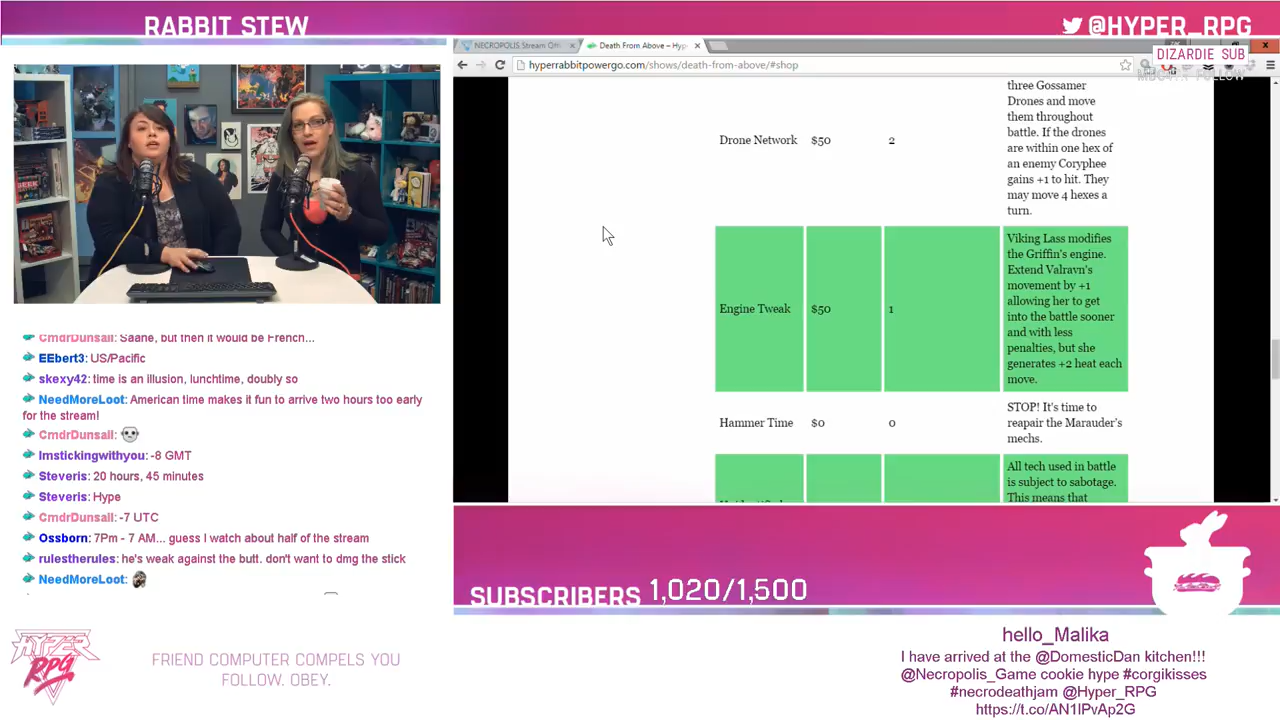 RABBIT STEW
@HYPER_RPG
NECROPOLIS Stream Oth
Death From Above – Hyp
DIZARDIE SUB
hyperrabbitpowergo.com/shows/death-from-above/#shop
FOLLOW
three Gossamer
Drones and move
them throughout
battle. If the drones
are within one hex of
an enemy Coryphee
gains +1 to hit. They
may move 4 hexes a
turn.
Drone Network $50 2
Viking Lass modifies
the Griffin's engine.
Extend Valravn's
movement by +1
allowing her to get
into the battle sooner
and with less
penalties, but she
generates +2 heat each
move.
Engine Tweak $50 1
STOP! It's time to
reapair the Marauder's
mechs.
Hammer Time $0 0
All tech used in battle
is subject to sabotage.
This means that
GEEK
CmdrDunsail: Saane, but then it would be French...
EEbert3: US/Pacific
skexy42: time is an illusion, lunchtime, doubly so
NeedMoreLoot: American time makes it fun to arrive two hours too early
for the stream!
CmdrDunsail:
Imstickingwithyou: -8 GMT
Steveris: 20 hours, 45 minutes
Steveris: Hype
CmdrDunsail: -7 UTC
Ossborn: 7Pm - 7 AM... guess I watch about half of the stream
rulestherules: he's weak against the butt. don't want to dmg the stick
NeedMoreLoot:
SUBSCRIBERS 1,020/1,500
HYPER
RPG
FRIEND COMPUTER COMPELS YOU
FOLLOW. OBEY.
hello_Malika
I have arrived at the @DomesticDan kitchen!!!
@Necropolis_Game cookie hype #corgikisses
#necrodeathjam @Hyper_RPG
https://t.co/AN1lPvAp2G